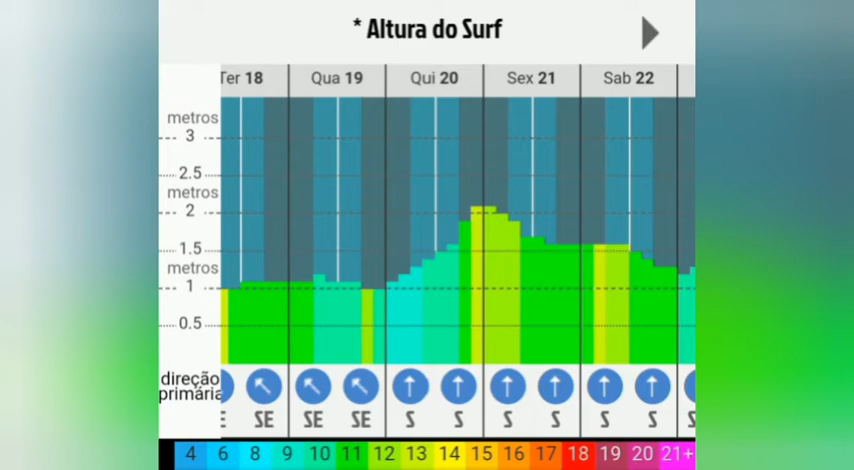 * Altura do Surf
Ter 18 Qua 19 Qui 20 Sex 21 Sab 22
metros
3
2.5
metros
2
1.5
metros
1
0.5
direção
primária
E SE SE SE S S S S S S S
4 6 8 9 10 11 12 13 14 15 16 17 18 19 20 21+